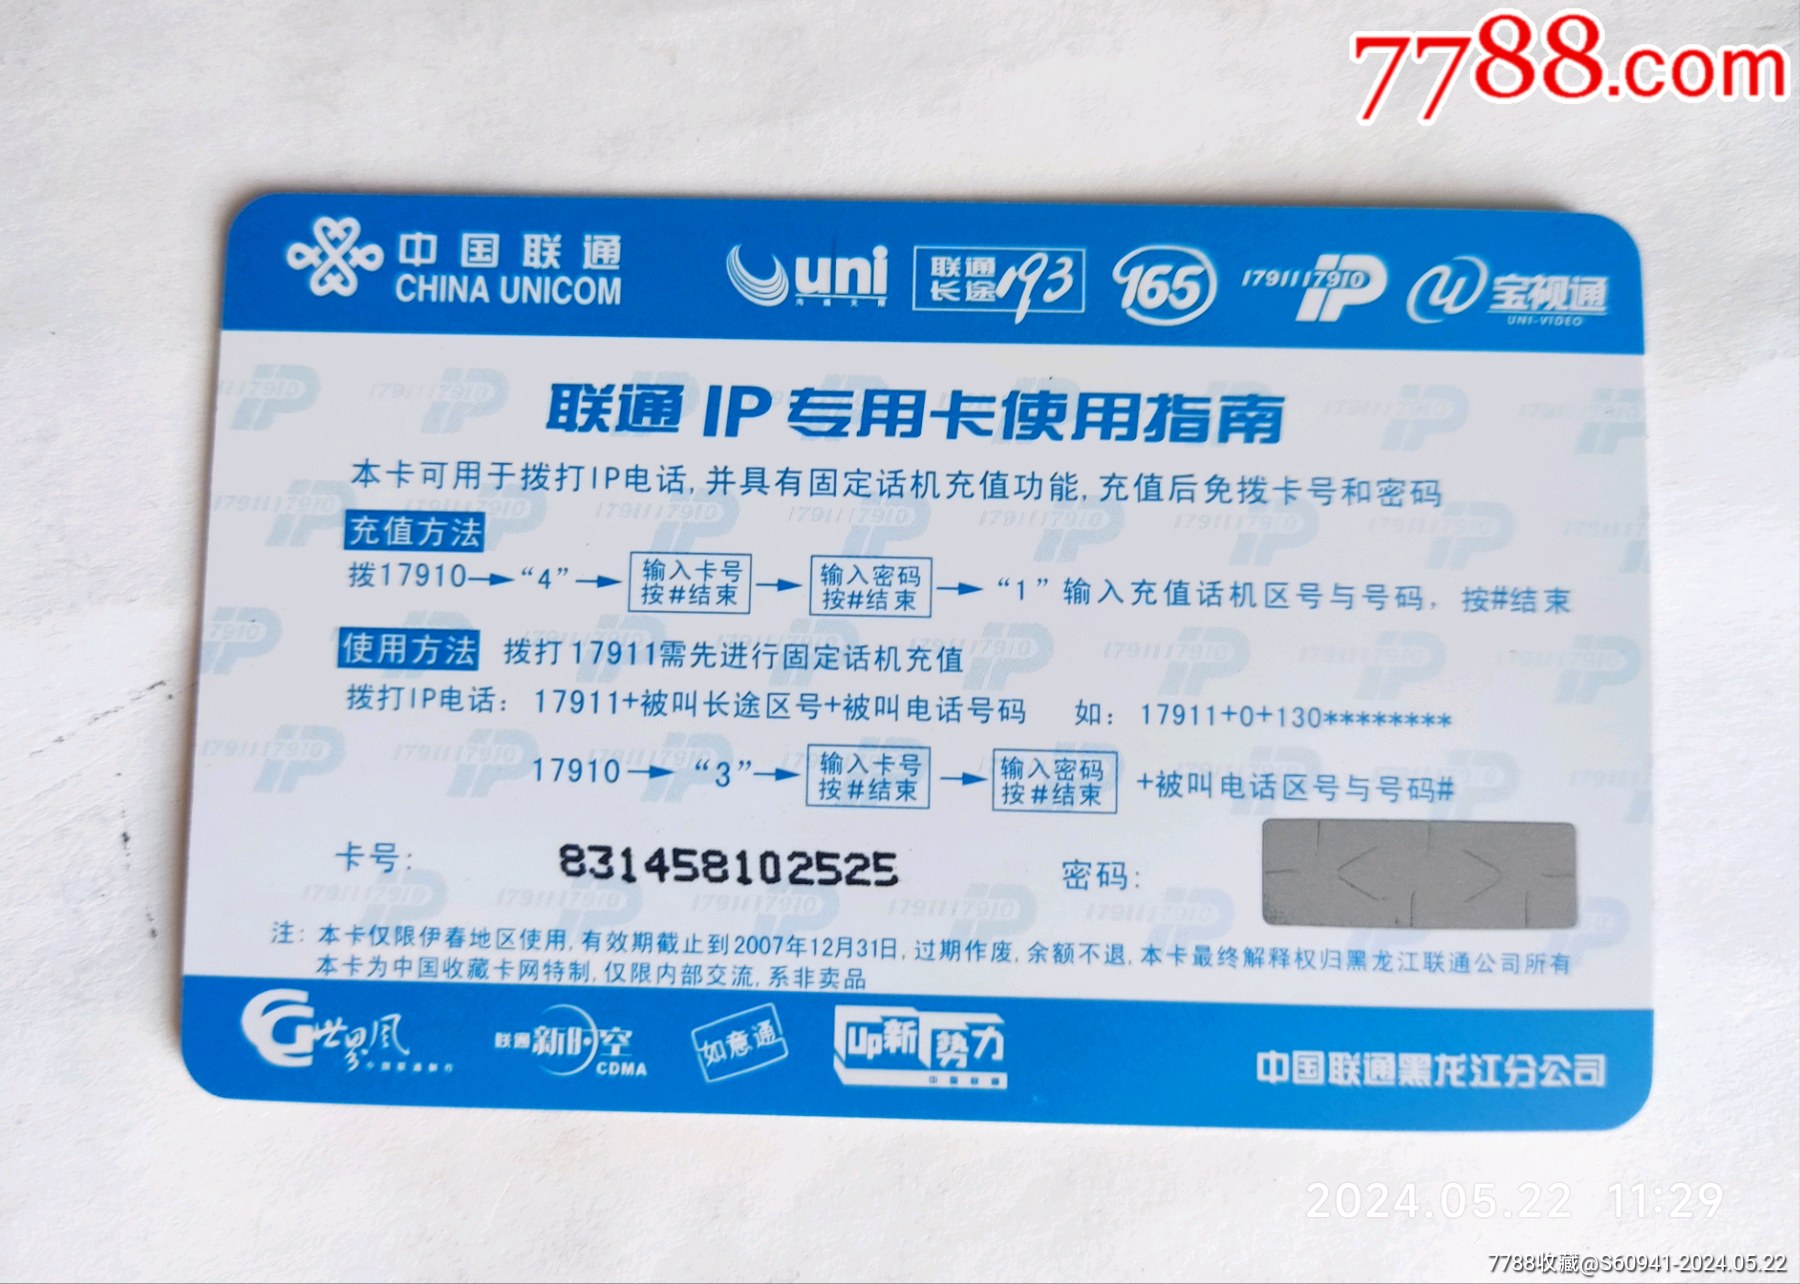 7788.com
中国联通
CHINA UNICOM
uni
联通
长途
193
165
17911 17910 IP
宝视通
UNI-VIDEO
联通 IP 专用卡使用指南
本卡可用于拨打IP电话,并具有固定话机充值功能,充值后免拨卡号和密码
充值方法
拨17910→“4”→ 输入卡号 按#结束 → 输入密码 按#结束 → “1” 输入充值话机区号与号码, 按#结束
使用方法 拨打17911需先进行固定话机充值
拨打IP电话: 17911+被叫长途区号+被叫电话号码 如: 17911+0+130********
17910→ “3”→ 输入卡号 按#结束 → 输入密码 按#结束 +被叫电话区号与号码#
卡号: 831458102525 密码:
注: 本卡仅限伊春地区使用,有效期截止到2007年12月31日,过期作废,余额不退,本卡最终解释权归黑龙江联通公司所有
本卡为中国收藏卡网特制,仅限内部交流,系非卖品
世界风
联通新时空
CDMA
如意通
Up新势力
中国联通
中国联通黑龙江分公司
2024.05.22 11:29
7788收藏@S60941-2024.05.22